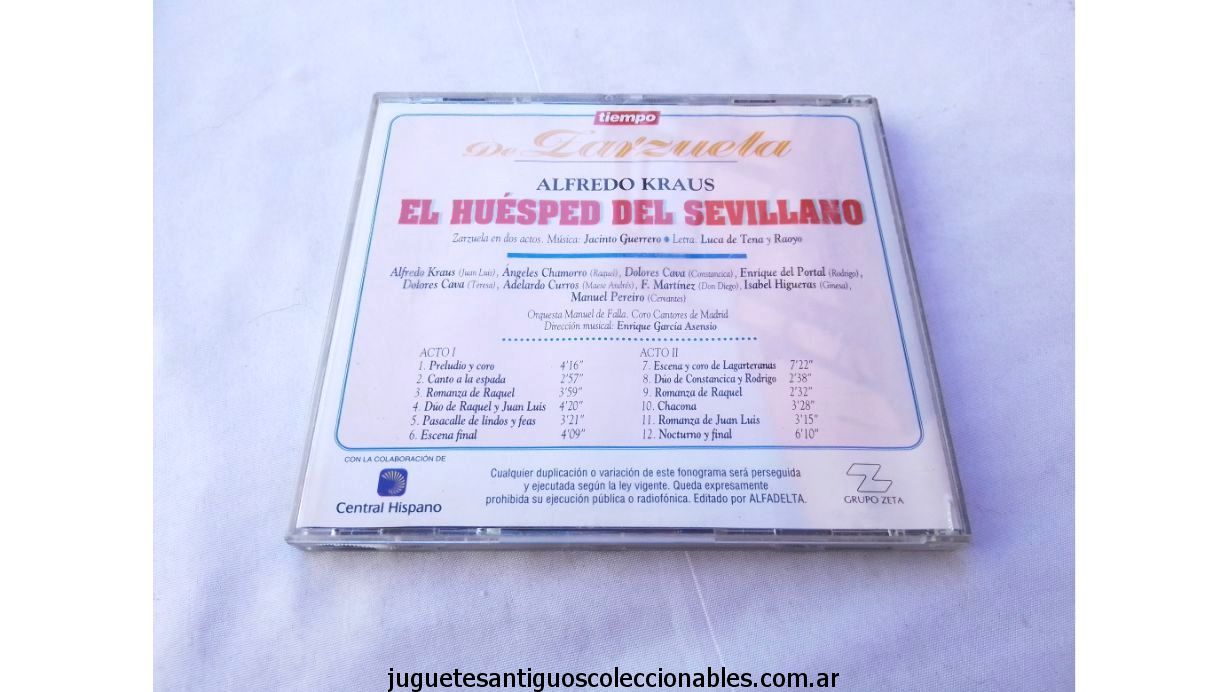 tiempo
De Zarzuela
ALFREDO KRAUS
EL HUÉSPED DEL SEVILLANO
Zarzuela en dos actos. Música: Jacinto Guerrero • Letra: Luca de Tena y Raoyo
Alfredo Kraus (Juan Luis), Ángeles Chamorro (Raquel), Dolores Cava (Constancica), Enrique del Portal (Rodrigo),
Dolores Cava (Teresa), Adelardo Curros (Maese Andrés), F. Martínez (Don Diego), Isabel Higueras (Ginesa),
Manuel Pereiro (Cervantes)
Orquesta Manuel de Falla. Coro Cantores de Madrid
Dirección musical: Enrique García Asensio
ACTO I
1. Preludio y coro 4'16"
2. Canto a la espada 2'57"
3. Romanza de Raquel 3'59"
4. Dúo de Raquel y Juan Luis 4'20"
5. Pasacalle de lindos y feas 3'21"
6. Escena final 4'09"
ACTO II
7. Escena y coro de Lagarteranas 7'22"
8. Dúo de Constancica y Rodrigo 2'38"
9. Romanza de Raquel 2'32"
10. Chacona 3'28"
11. Romanza de Juan Luis 3'15"
12. Nocturno y final 6'10"
CON LA COLABORACIÓN DE
Central Hispano
Cualquier duplicación o variación de este fonograma será perseguida
y ejecutada según la ley vigente. Queda expresamente
prohibida su ejecución pública o radiofónica. Editado por ALFADELTA.
GRUPO ZETA
juguetesantiguoscoleccionables.com.ar